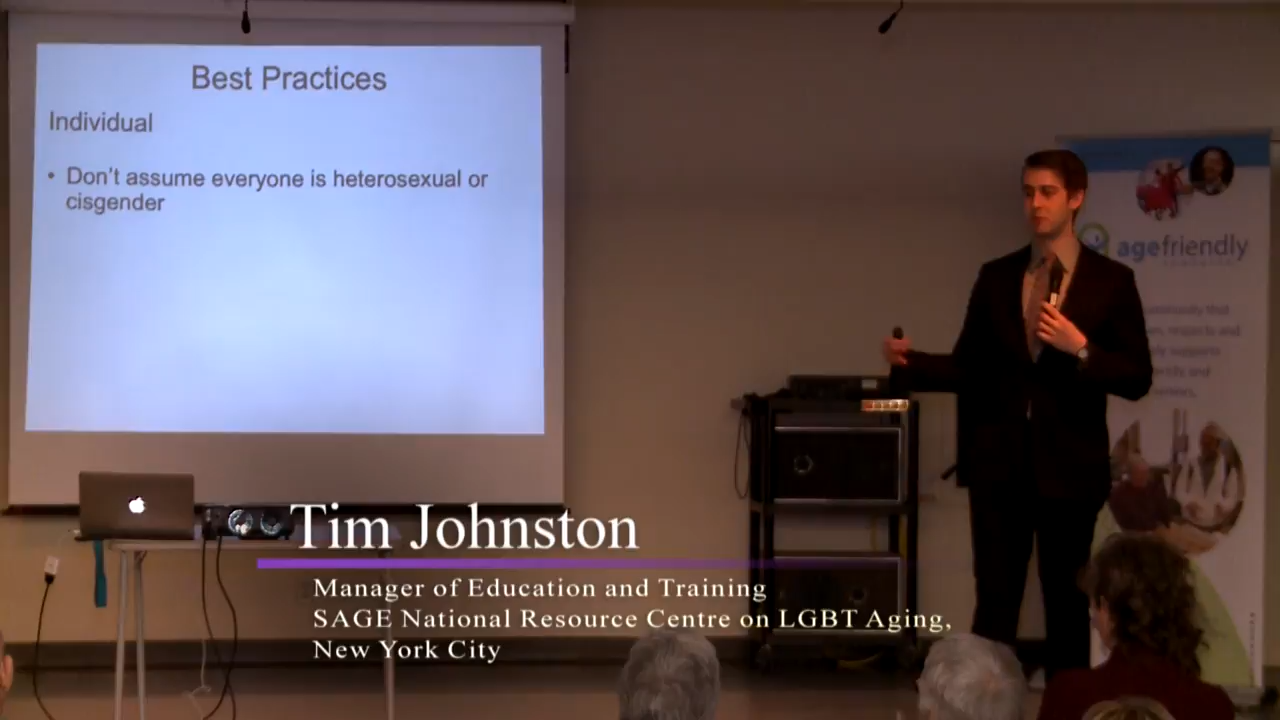 Best Practices
Individual
• Don't assume everyone is heterosexual or
cisgender
agefriendly
Tim Johnston
Manager of Education and Training
SAGE National Resource Centre on LGBT Aging,
New York City